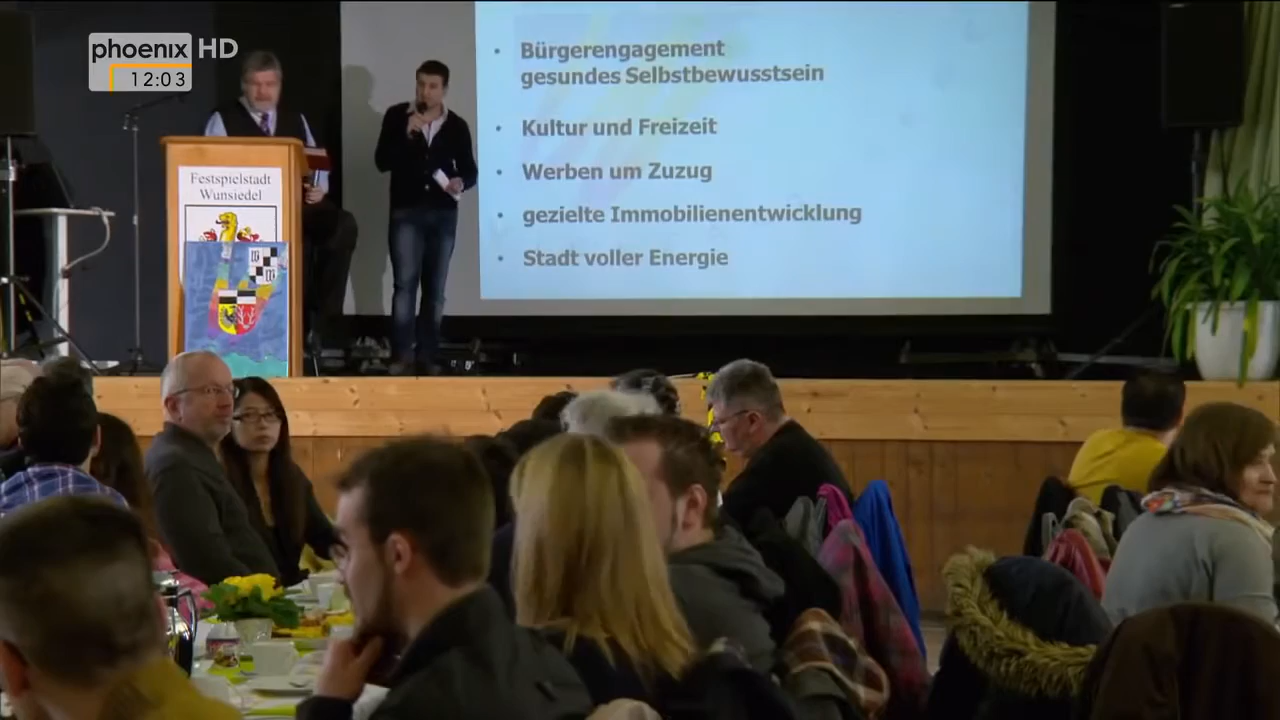 phoenix HD
12:03
Festspielstadt
Wunsiedel
• Bürgerengagement
gesundes Selbstbewusstsein
• Kultur und Freizeit
• Werben um Zuzug
• gezielte Immobilienentwicklung
• Stadt voller Energie